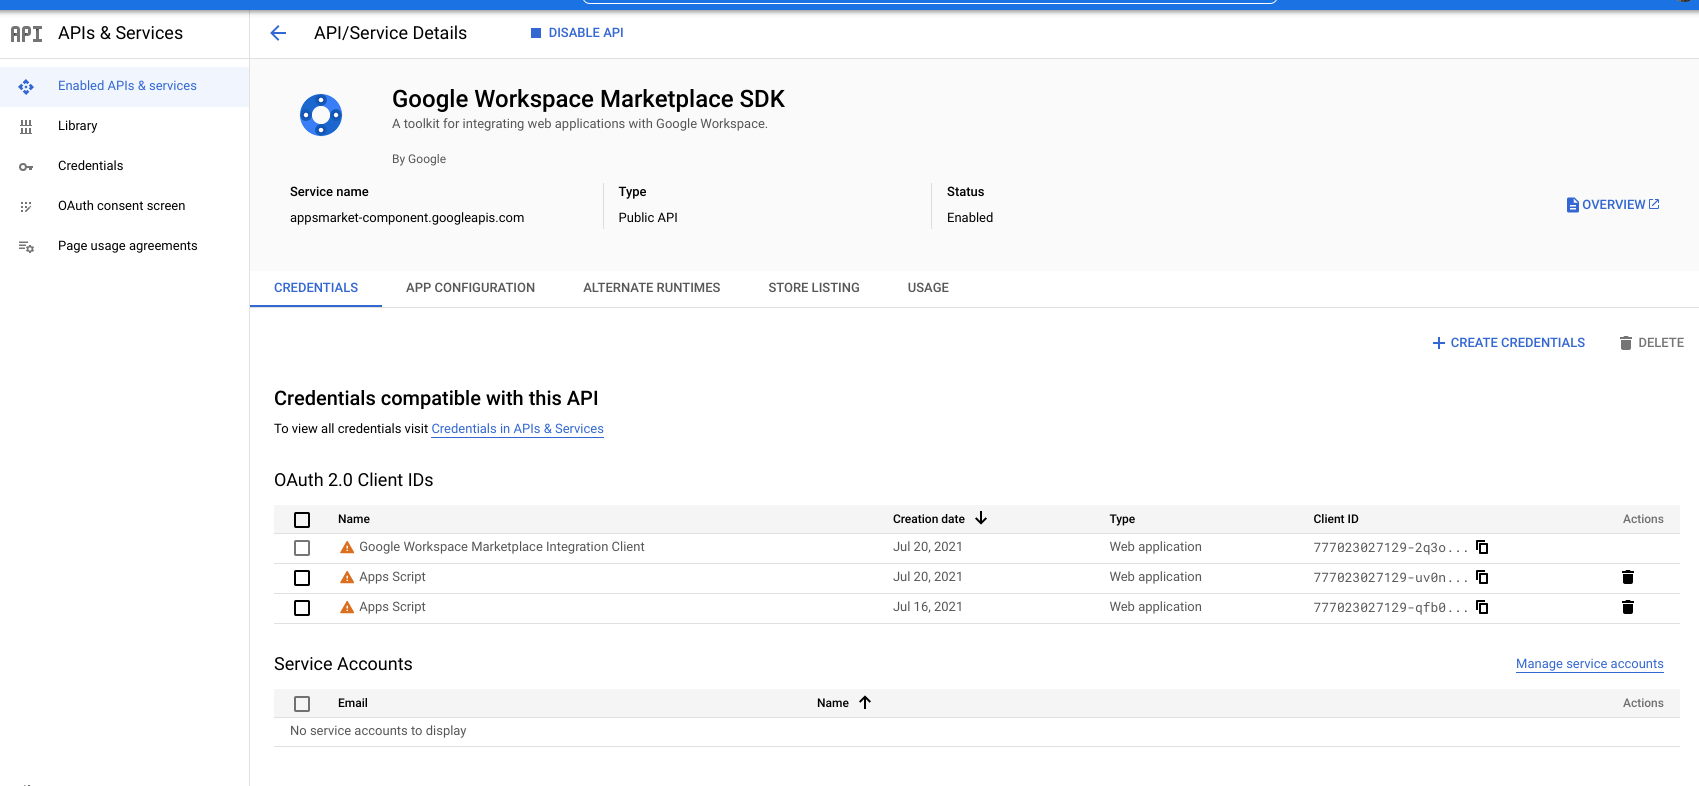 API APIs & Services
API/Service Details
DISABLE API
Enabled APIs & services
Library
Credentials
OAuth consent screen
Page usage agreements
Google Workspace Marketplace SDK
A toolkit for integrating web applications with Google Workspace.
By Google
Service name Type Status
appsmarket-component.googleapis.com Public API Enabled
OVERVIEW
CREDENTIALS APP CONFIGURATION ALTERNATE RUNTIMES STORE LISTING USAGE
CREATE CREDENTIALS DELETE
Credentials compatible with this API
To view all credentials visit Credentials in APIs & Services
OAuth 2.0 Client IDs
Name Creation date Type Client ID Actions
Google Workspace Marketplace Integration Client Jul 20, 2021 Web application 777023027129-2q3o...
Apps Script Jul 20, 2021 Web application 777023027129-uv0n...
Apps Script Jul 16, 2021 Web application 777023027129-qfb0...
Service Accounts
Manage service accounts
Email Name Actions
No service accounts to display